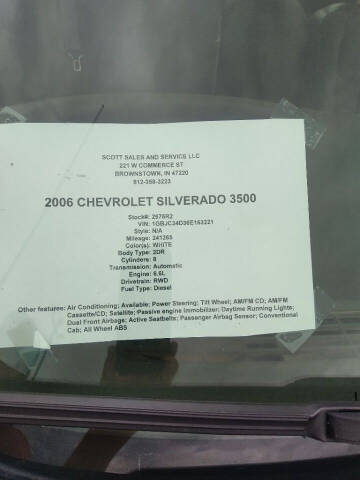 SCOTT SALES AND SERVICE LLC
221 W COMMERCE ST
BROWNSTOWN, IN 47220
812-358-3223
2006 CHEVROLET SILVERADO 3500
Stock#: 2676R2
VIN: 1GBJC34D36E163221
Style: N/A
Mileage: 241265
Color(s): WHITE
Body Type: 2DR
Cylinders: 8
Transmission: Automatic
Engine: 6.6L
Drivetrain: RWD
Fuel Type: Diesel
Other features: Air Conditioning; Available; Power Steering; Tilt Wheel; AM/FM CD; AM/FM
Cassette/CD; Satellite; Passive engine immobilizer; Daytime Running Lights;
Dual Front Airbags; Active Seatbelts; Passenger Airbag Sensor; Conventional
Cab; All Wheel ABS